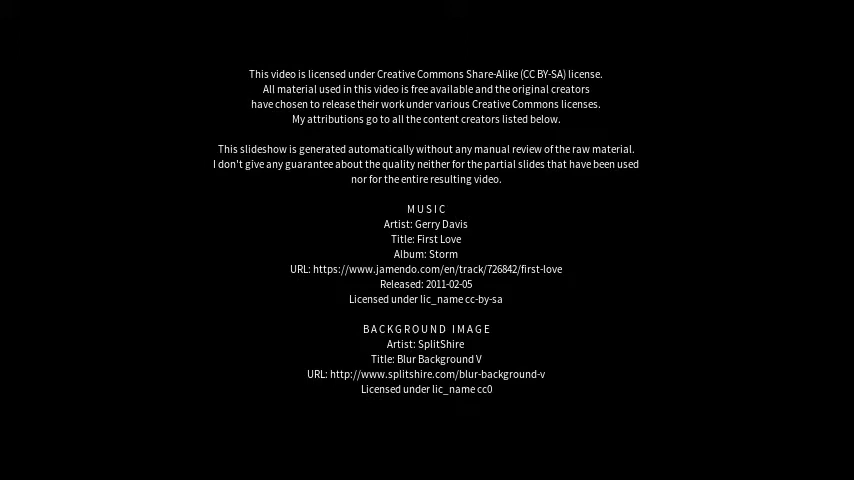 This video is licensed under Creative Commons Share-Alike (CC BY-SA) license.
All material used in this video is free available and the original creators
have chosen to release their work under various Creative Commons licenses.
My attributions go to all the content creators listed below.
This slideshow is generated automatically without any manual review of the raw material.
I don't give any guarantee about the quality neither for the partial slides that have been used
nor for the entire resulting video.
MUSIC
Artist: Gerry Davis
Title: First Love
Album: Storm
URL: https://www.jamendo.com/en/track/726842/first-love
Released: 2011-02-05
Licensed under lic_name cc-by-sa
BACKGROUND IMAGE
Artist: SplitShire
Title: Blur Background V
URL: http://www.splitshire.com/blur-background-v
Licensed under lic_name cc0